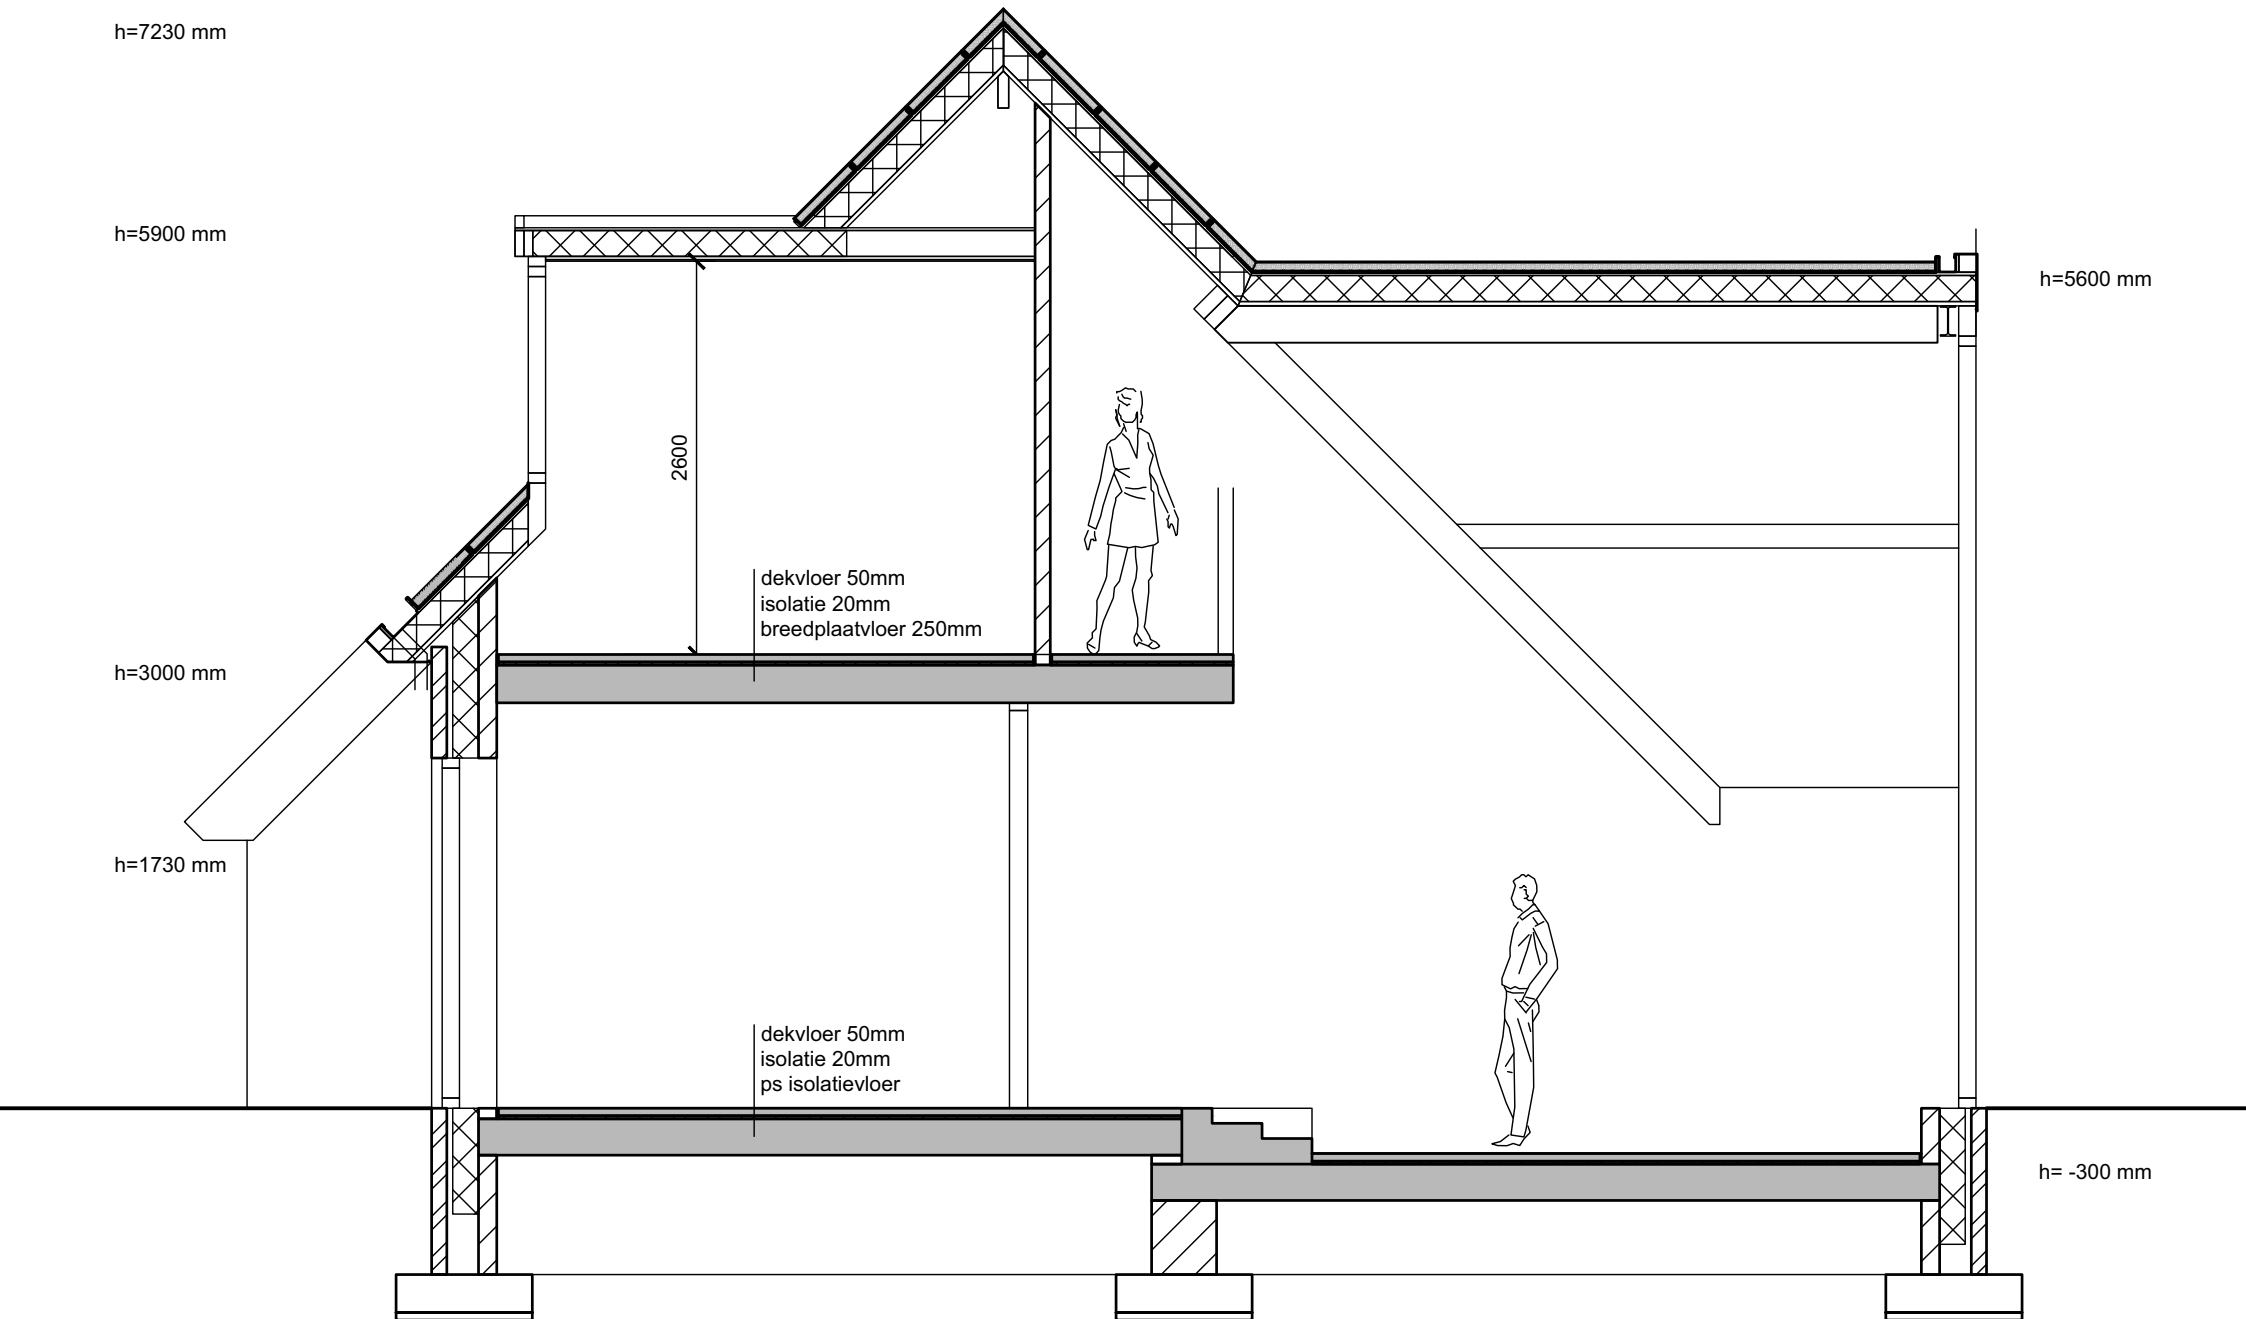 h=7230 mm
h=5900 mm
h=5600 mm
2600
dekvloer 50mm
isolatie 20mm
breedplaatvloer 250mm
h=3000 mm
h=1730 mm
dekvloer 50mm
isolatie 20mm
ps isolatievloer
h= -300 mm